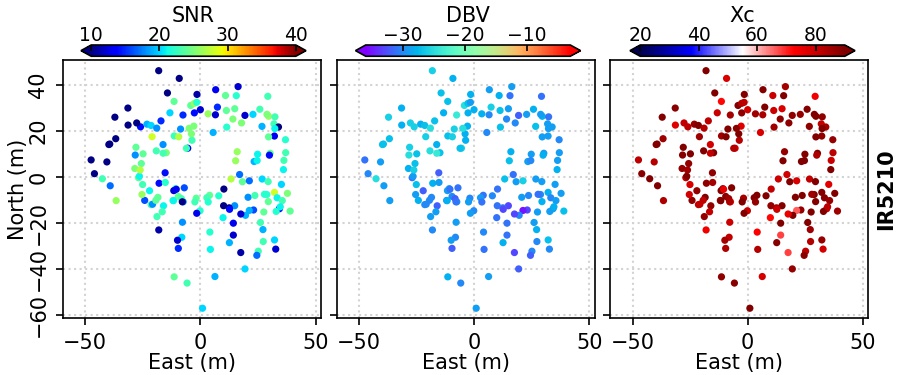 SNR
10 20 30 40
DBV
−30 −20 −10
Xc
20 40 60 80
North (m)
40
20
0
−20
−40
−60
−50 0 50
East (m)
−50 0 50
East (m)
−50 0 50
East (m)
IR5210